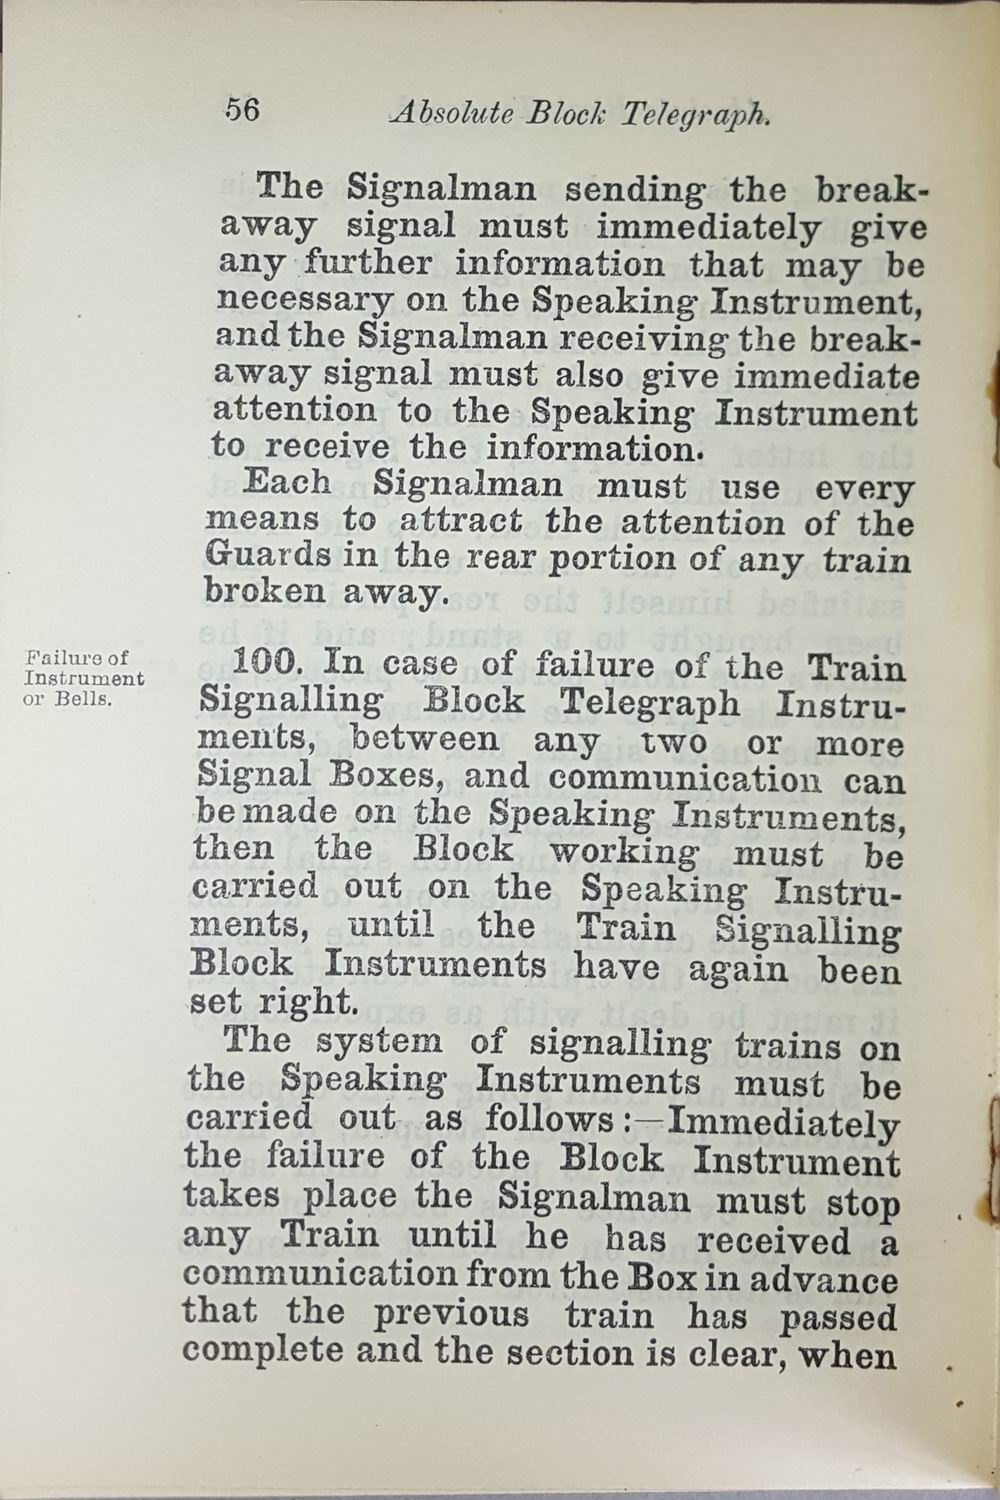 56 Absolute Block Telegraph.
The Signalman sending the break-
away signal must immediately give
any further information that may be
necessary on the Speaking Instrument,
and the Signalman receiving the break-
away signal must also give immediate
attention to the Speaking Instrument
to receive the information.
Each Signalman must use every
means to attract the attention of the
Guards in the rear portion of any train
broken away.
Failure of
Instrument
or Bells.
100. In case of failure of the Train
Signalling Block Telegraph Instru-
ments, between any two or more
Signal Boxes, and communication can
be made on the Speaking Instruments,
then the Block working must be
carried out on the Speaking Instru-
ments, until the Train Signalling
Block Instruments have again been
set right.
The system of signalling trains on
the Speaking Instruments must be
carried out as follows:—Immediately
the failure of the Block Instrument
takes place the Signalman must stop
any Train until he has received a
communication from the Box in advance
that the previous train has passed
complete and the section is clear, when